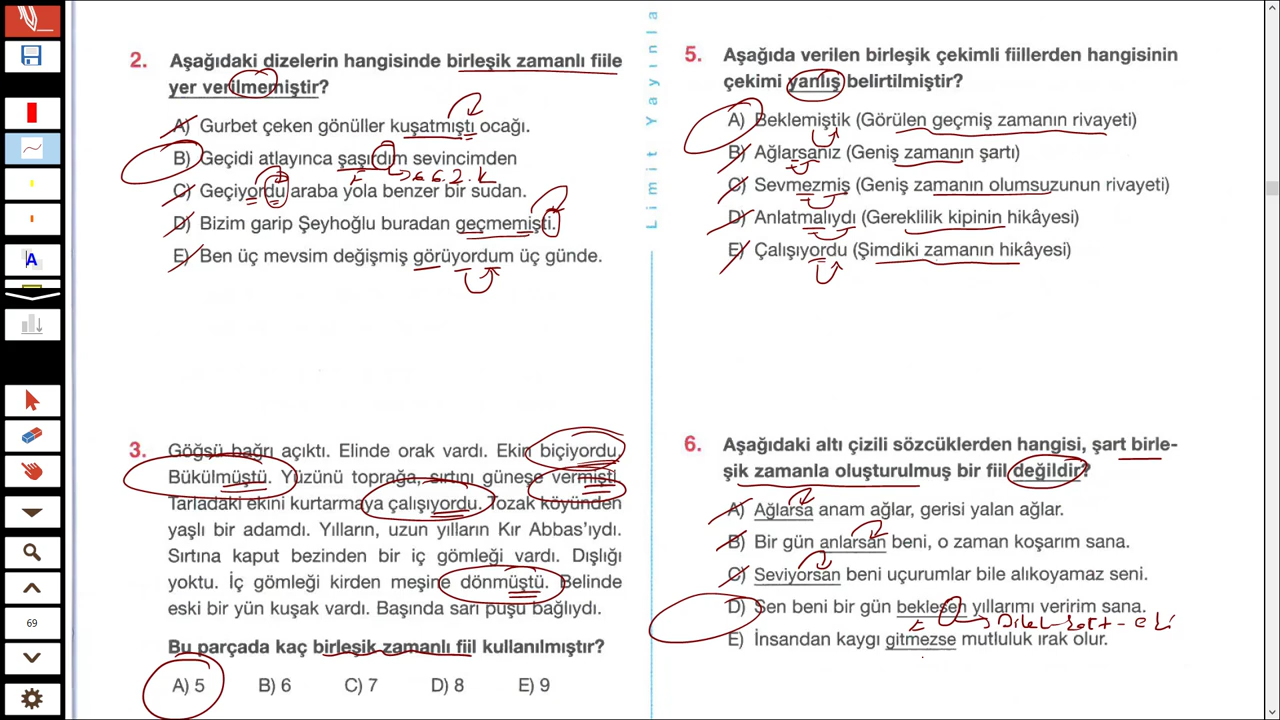 2. Aşağıdaki dizelerin hangisinde birleşik zamanlı fiile
yer verilmemiştir?
A) Gurbet çeken gönüller kuşatmıştı ocağı.
B) Geçidi atlayınca şaşırdım sevincimden
G.G.Z.K
C) Geçiyordu araba yola benzer bir sudan.
D) Bizim garip Şeyhoğlu buradan geçmemişti.
E) Ben üç mevsim değişmiş görüyordum üç günde.
3. Göğsü bağrı açıktı. Elinde orak vardı. Ekin biçiyordu.
Bükülmüştü. Yüzünü toprağa, sırtını güneşe vermişti
Tarladaki ekini kurtarmaya çalışıyordu. Tozak köyünden
yaşlı bir adamdı. Yılların, uzun yılların Kır Abbas'ıydı.
Sırtına kaput bezinden bir iç gömleği vardı. Dışlığı
yoktu. İç gömleği kirden meşine dönmüştü. Belinde
eski bir yün kuşak vardı. Başında sarı puşu bağlıydı.
Bu parçada kaç birleşik zamanlı fiil kullanılmıştır?
A) 5 B) 6 C) 7 D) 8 E) 9
Limit Yayınla
5. Aşağıda verilen birleşik çekimli fiillerden hangisinin
çekimi yanlış belirtilmiştir?
A) Beklemiştik (Görülen geçmiş zamanın rivayeti)
B) Ağlarsanız (Geniş zamanın şartı)
C) Sevmezmiş (Geniş zamanın olumsuzunun rivayeti)
D) Anlatmalıydı (Gereklilik kipinin hikâyesi)
E) Çalışıyordu (Şimdiki zamanın hikâyesi)
6. Aşağıdaki altı çizili sözcüklerden hangisi, şart birle-
şik zamanla oluşturulmuş bir fiil değildir?
A) Ağlarsa anam ağlar, gerisi yalan ağlar.
B) Bir gün anlarsan beni, o zaman koşarım sana.
C) Seviyorsan beni uçurumlar bile alıkoyamaz seni.
D) Sen beni bir gün beklesen yıllarımı veririm sana.
Dilek-şart-eki
E) İnsandan kaygı gitmezse mutluluk ırak olur.
A
69